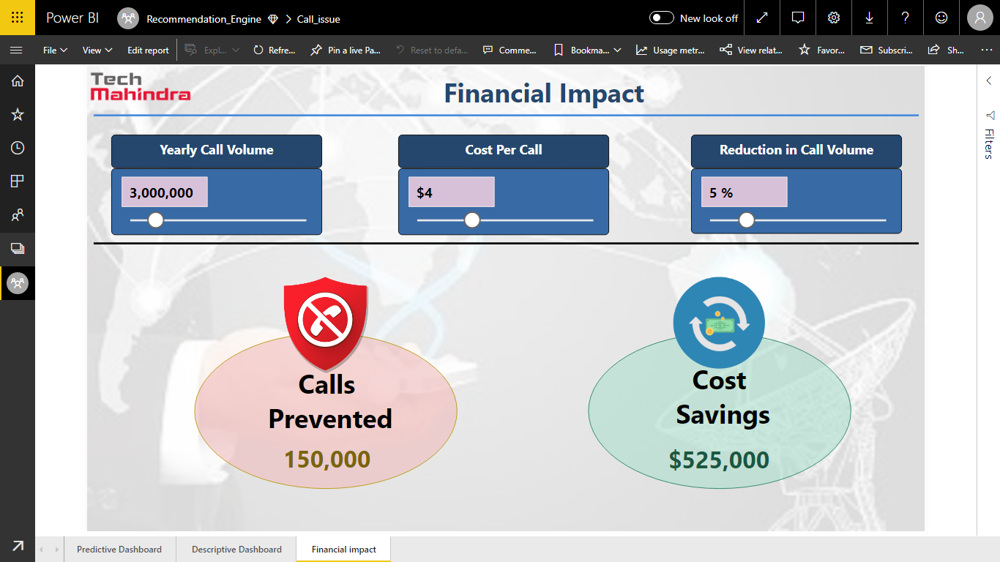 Power BI
Recommendation_Engine
Call_issue
New look off
File
View
Edit report
Expl...
Refre...
Pin a live Pa...
Reset to defa...
Comme...
Bookma...
Usage metr...
View relat...
Favor...
Subscri...
Sh...
Tech
Mahindra
Financial Impact
Yearly Call Volume
Cost Per Call
Reduction in Call Volume
3,000,000
$4
5 %
Filters
Calls
Prevented
150,000
Cost
Savings
$525,000
Predictive Dashboard
Descriptive Dashboard
Financial impact